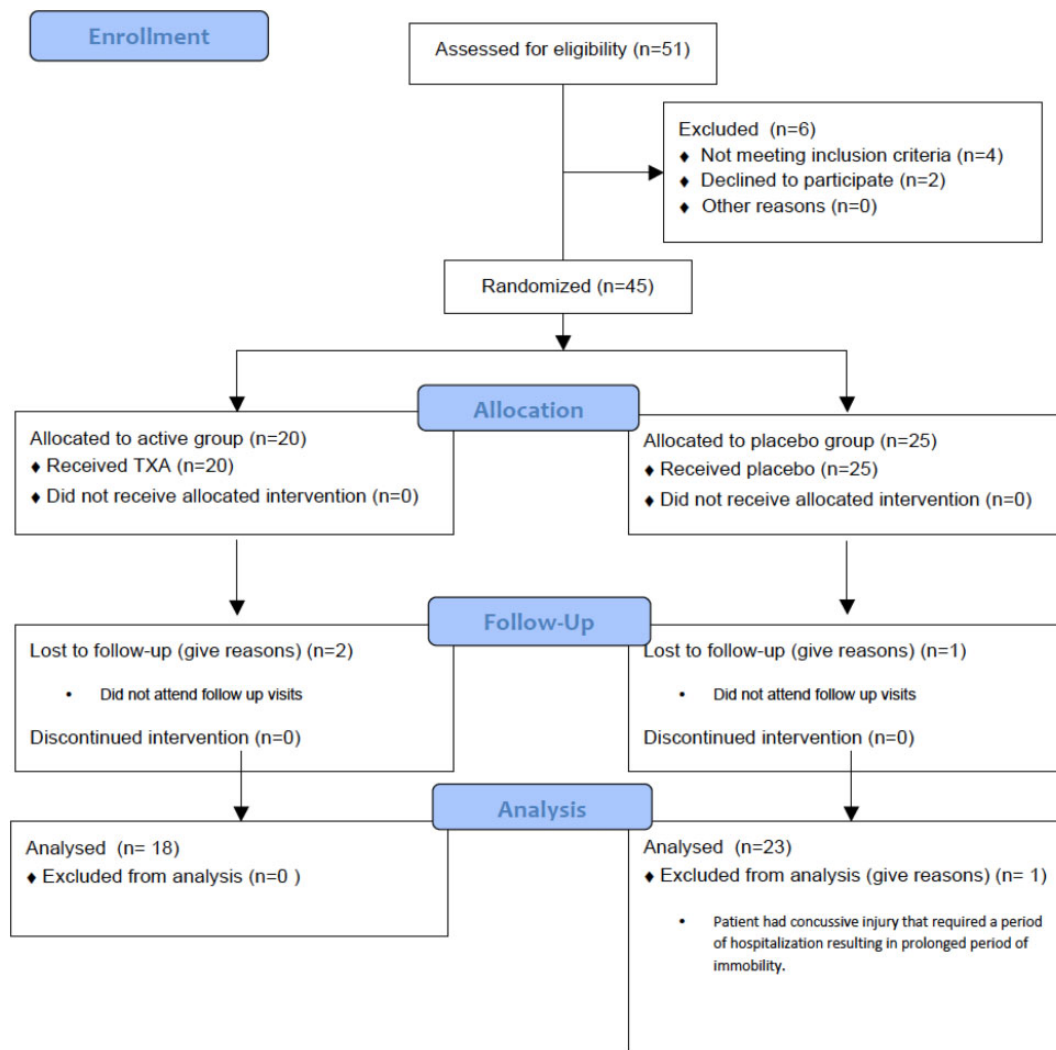 Enrollment
Assessed for eligibility (n=51)
Excluded (n=6)
♦ Not meeting inclusion criteria (n=4)
♦ Declined to participate (n=2)
♦ Other reasons (n=0)
Randomized (n=45)
Allocation
Allocated to active group (n=20)
♦ Received TXA (n=20)
♦ Did not receive allocated intervention (n=0)
Allocated to placebo group (n=25)
♦ Received placebo (n=25)
♦ Did not receive allocated intervention (n=0)
Follow-Up
Lost to follow-up (give reasons) (n=2)
• Did not attend follow up visits
Discontinued intervention (n=0)
Lost to follow-up (give reasons) (n=1)
• Did not attend follow up visits
Discontinued intervention (n=0)
Analysis
Analysed (n= 18)
♦ Excluded from analysis (n=0 )
Analysed (n=23)
♦ Excluded from analysis (give reasons) (n= 1)
• Patient had concussive injury that required a period
of hospitalization resulting in prolonged period of
immobility.